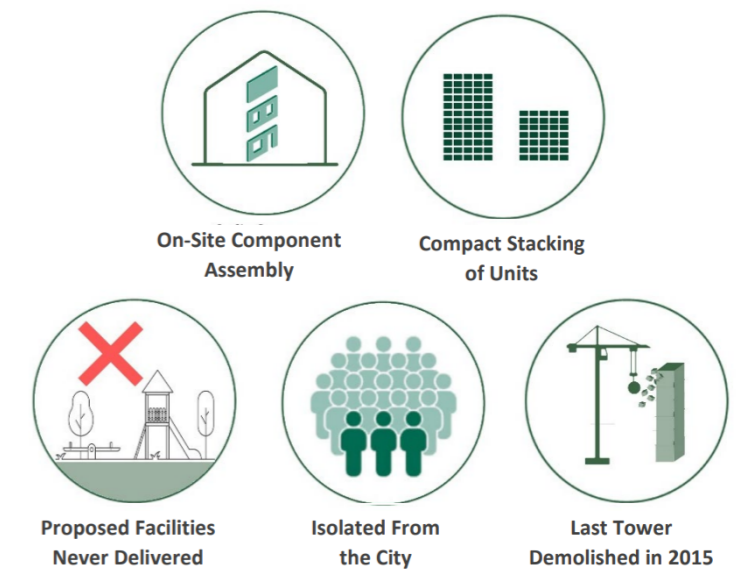 On-Site Component
Assembly
Compact Stacking
of Units
Proposed Facilities
Never Delivered
Isolated From
the City
Last Tower
Demolished in 2015